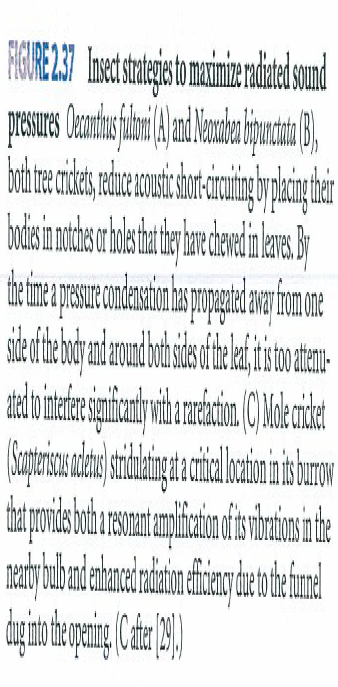 FIGURE 2.37 Insect strategies to maximize radiated sound
pressures Oecanthus fultoni (A) and Neoxabea bipunctata (B),
both tree crickets, reduce acoustic short-circuiting by placing their
bodies in notches or holes that they have chewed in leaves. By
the time a pressure condensation has propagated away from one
side of the body and around both sides of the leaf, it is too attenu-
ated to interfere significantly with a rarefaction. (C) Mole cricket
(Scapteriscus acletus) stridulating at a critical location in its burrow
that provides both a resonant amplification of its vibrations in the
nearby bulb and enhanced radiation efficiency due to the funnel
dug into the opening. (C after [29].)